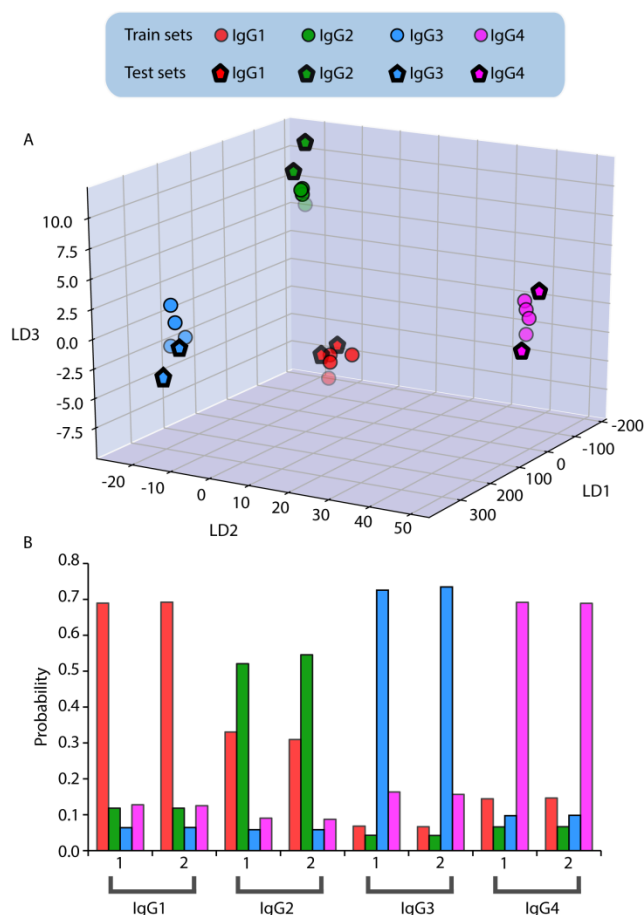 Train sets IgG1 IgG2 IgG3 IgG4
Test sets IgG1 IgG2 IgG3 IgG4
A
10.0
7.5
5.0
2.5
LD3
0.0
-2.5
-5.0
-7.5
-20 -10 0 10 20 30 40 50
LD2
300 200 100 0 -100 -200
LD1
B
0.8
0.7
0.6
0.5
0.4
0.3
0.2
0.1
0.0
Probability
1 2 1 2 1 2 1 2
IgG1 IgG2 IgG3 IgG4